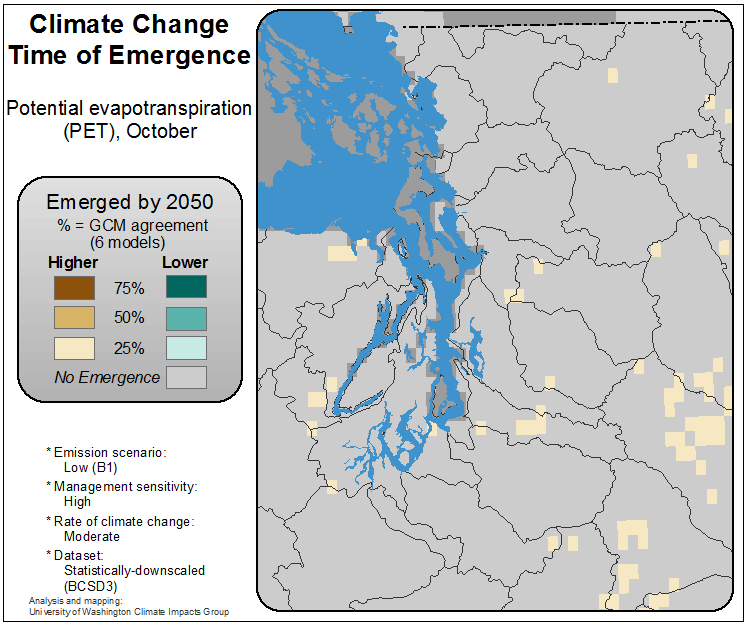 Climate Change
Time of Emergence
Potential evapotranspiration
(PET), October
Emerged by 2050
% = GCM agreement
(6 models)
Higher Lower
75%
50%
25%
No Emergence
* Emission scenario:
Low (B1)
* Management sensitivity:
High
* Rate of climate change:
Moderate
* Dataset:
Statistically-downscaled
(BCSD3)
Analysis and mapping:
University of Washington Climate Impacts Group